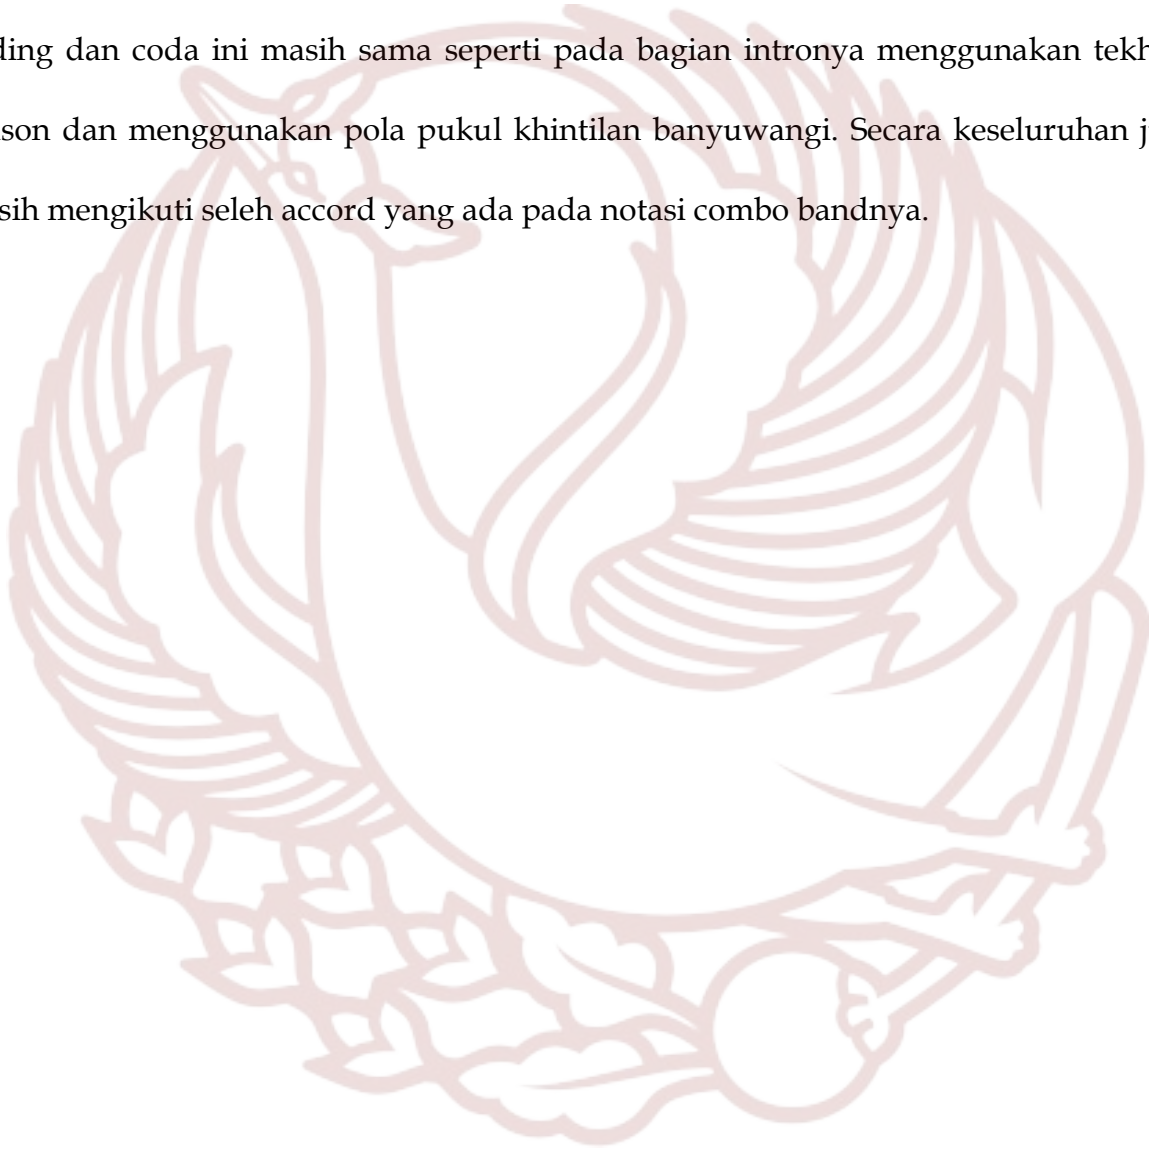 ding dan coda ini masih sama seperti pada bagian intronya menggunakan tekh
son dan menggunakan pola pukul khintilan banyuwangi. Secara keseluruhan j
sih mengikuti seleh accord yang ada pada notasi combo bandnya.